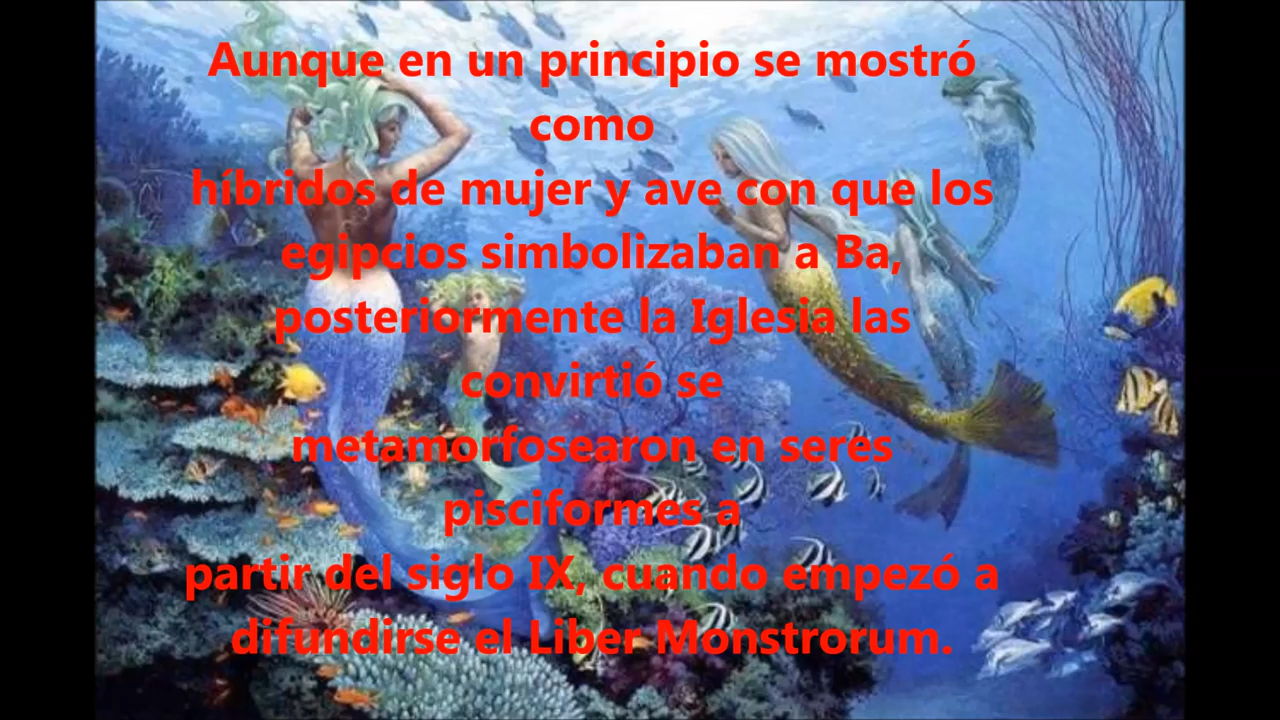 Aunque en un principio se mostró
como
híbridos de mujer y ave con que los
egipcios simbolizaban a Ba,
posteriormente la Iglesia las
convirtió se
metamorfosearon en seres
pisciformes a
partir del siglo IX, cuando empezó a
difundirse el Liber Monstrorum.